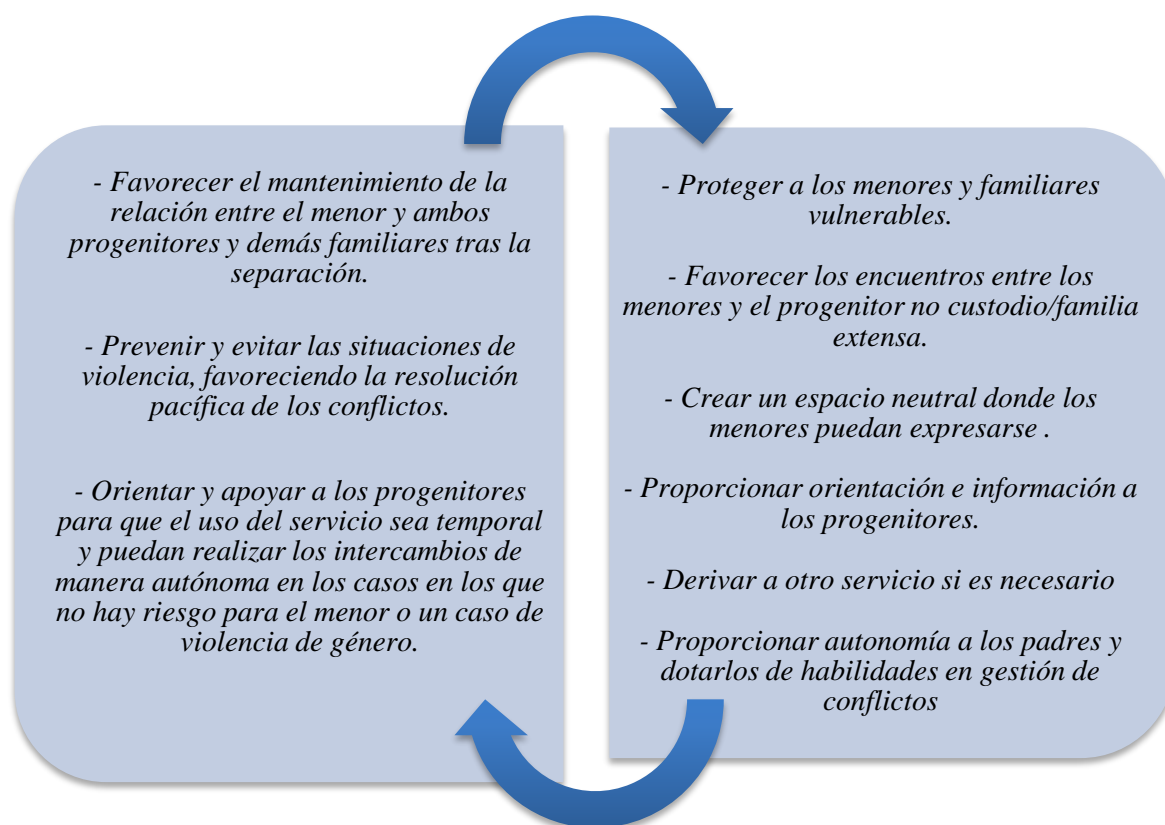 - Favorecer el mantenimiento de la
relación entre el menor y ambos
progenitores y demás familiares tras la
separación.
- Prevenir y evitar las situaciones de
violencia, favoreciendo la resolución
pacífica de los conflictos.
- Orientar y apoyar a los progenitores
para que el uso del servicio sea temporal
y puedan realizar los intercambios de
manera autónoma en los casos en los que
no hay riesgo para el menor o un caso de
violencia de género.
- Proteger a los menores y familiares
vulnerables.
- Favorecer los encuentros entre los
menores y el progenitor no custodio/familia
extensa.
- Crear un espacio neutral donde los
menores puedan expresarse .
- Proporcionar orientación e información a
los progenitores.
- Derivar a otro servicio si es necesario
- Proporcionar autonomía a los padres y
dotarlos de habilidades en gestión de
conflictos